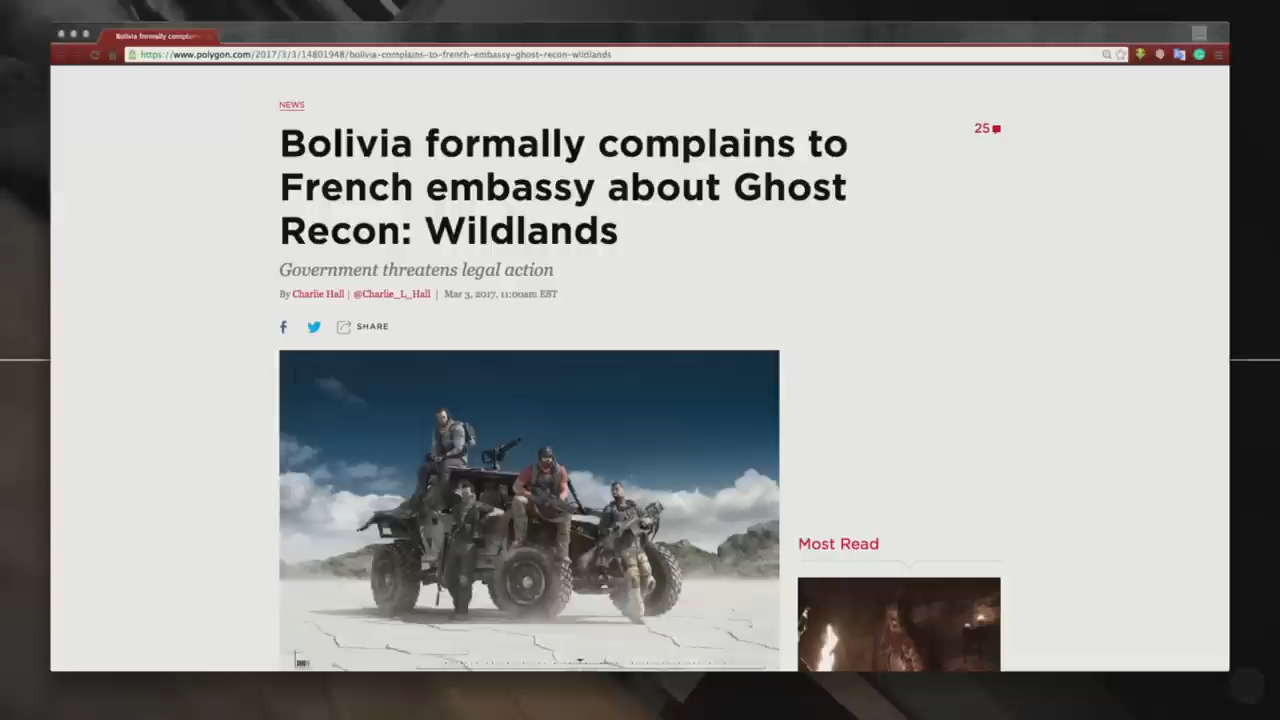 Bolivia formally complain
https://www.polygon.com/2017/3/3/14801948/bolivia-complains-to-french-embassy-ghost-recon-wildlands
NEWS
25
Bolivia formally complains to
French embassy about Ghost
Recon: Wildlands
Government threatens legal action
By Charlie Hall | @Charlie_L_Hall | Mar 3, 2017, 11:00am EST
SHARE
Most Read